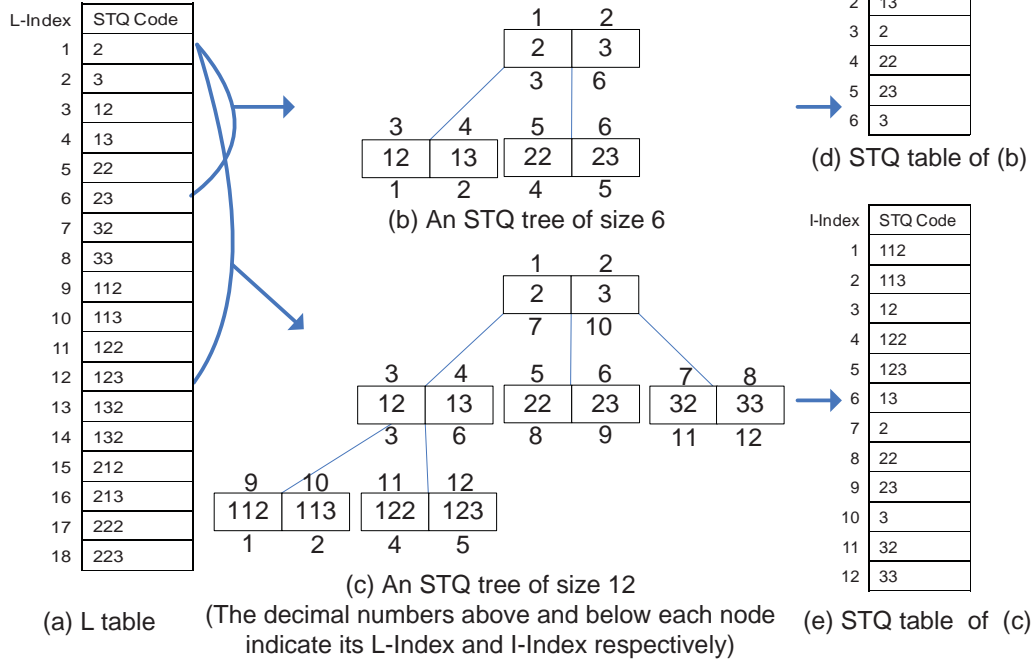 L-Index STQ Code
1 2
2 3
3 12
4 13
5 22
6 23
7 32
8 33
9 112
10 113
11 122
12 123
13 132
14 132
15 212
16 213
17 222
18 223
(a) L table
1 2
2 3
3 6
3 4 5 6
12 13 22 23
1 2 4 5
(b) An STQ tree of size 6
1 2
2 3
7 10
3 4 5 6 7 8
12 13 22 23 32 33
3 6 8 9 11 12
9 10 11 12
112 113 122 123
1 2 4 5
(c) An STQ tree of size 12
(The decimal numbers above and below each node
indicate its L-Index and I-Index respectively)
2 13
3 2
4 22
5 23
6 3
(d) STQ table of (b)
I-Index STQ Code
1 112
2 113
3 12
4 122
5 123
6 13
7 2
8 22
9 23
10 3
11 32
12 33
(e) STQ table of (c)